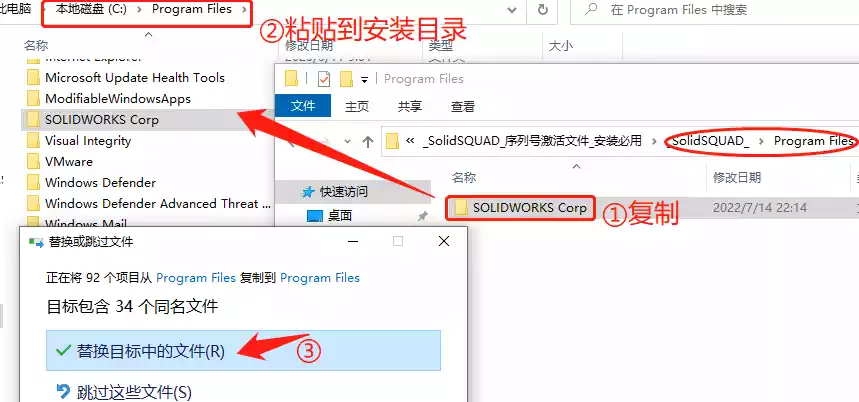 此电脑 > 本地磁盘 (C:) > Program Files >
在 Program Files 中搜索
②粘贴到安装目录
名称 修改日期 类型 大小
Internet Explorer
Microsoft Update Health Tools
ModifiableWindowsApps
SOLIDWORKS Corp
Visual Integrity
VMware
Windows Defender
Windows Defender Advanced Threat ...
Windows Mail
Program Files
文件 主页 共享 查看
« _SolidSQUAD_序列号激活文件_安装必用 > _SolidSQUAD_ > Program Files
快速访问
桌面
名称 修改日期
SOLIDWORKS Corp 2022/7/14 22:14
①复制
替换或跳过文件
正在将 92 个项目从 Program Files 复制到 Program Files
目标包含 34 个同名文件
替换目标中的文件(R)
③
跳过这些文件(S)